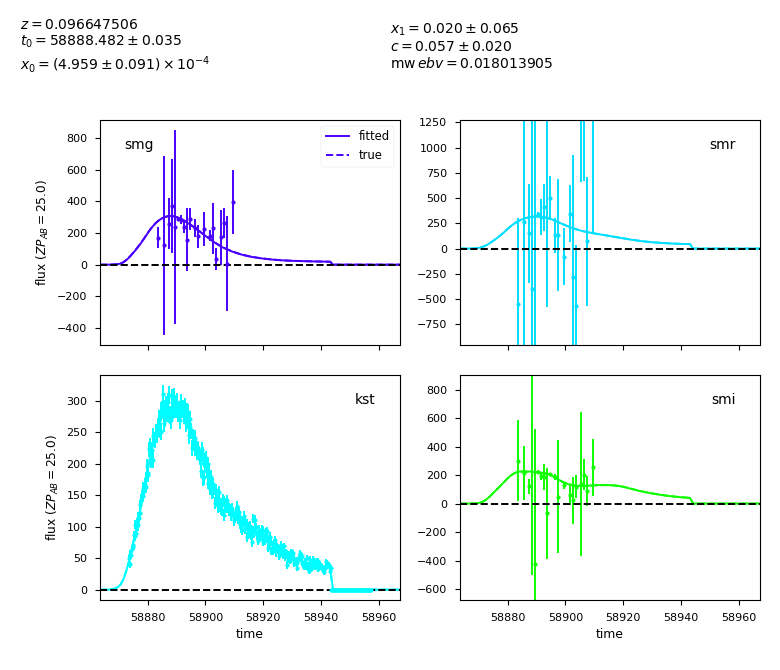 z = 0.096647506
t₀ = 58888.482 ± 0.035
x₀ = (4.959 ± 0.091) × 10⁻⁴
x₁ = 0.020 ± 0.065
c = 0.057 ± 0.020
mwebv = 0.018013905
smg
fitted
true
flux (ZP_AB = 25.0)
800
600
400
200
0
−200
−400
smr
1250
1000
750
500
250
0
−250
−500
−750
kst
flux (ZP_AB = 25.0)
300
250
200
150
100
50
0
58880 58900 58920 58940 58960
time
smi
800
600
400
200
0
−200
−400
−600
58880 58900 58920 58940 58960
time